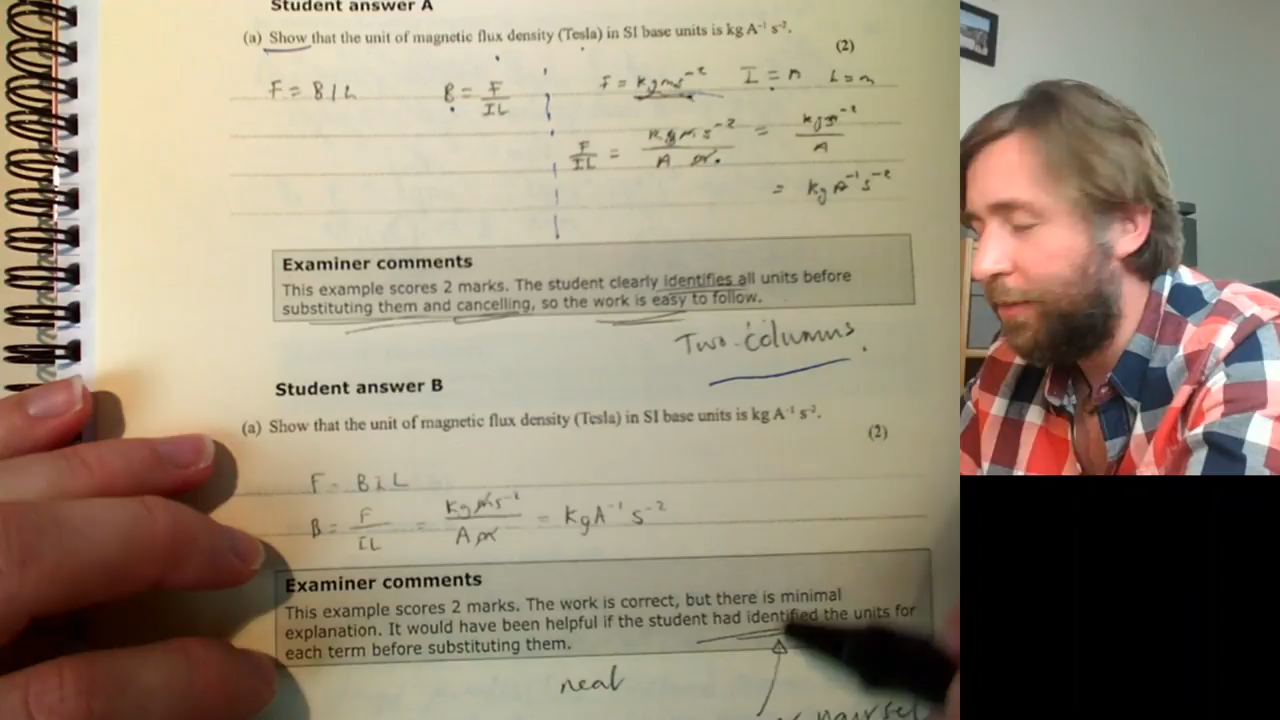 Student answer A
(a) Show that the unit of magnetic flux density (Tesla) in SI base units is kg A⁻¹ s⁻².
(2)
F = BIL B = F/IL F = kgms⁻² I = A L = m
F/IL = kgms⁻²/A m = kgs⁻²/A
= kg A⁻¹ s⁻²
Examiner comments
This example scores 2 marks. The student clearly identifies all units before
substituting them and cancelling, so the work is easy to follow.
Two columns.
Student answer B
(a) Show that the unit of magnetic flux density (Tesla) in SI base units is kg A⁻¹ s⁻².
(2)
F = BIL
B = F/IL = kgms⁻²/Am = kgA⁻¹ s⁻²
Examiner comments
This example scores 2 marks. The work is correct, but there is minimal
explanation. It would have been helpful if the student had identified the units for
each term before substituting them.
neat